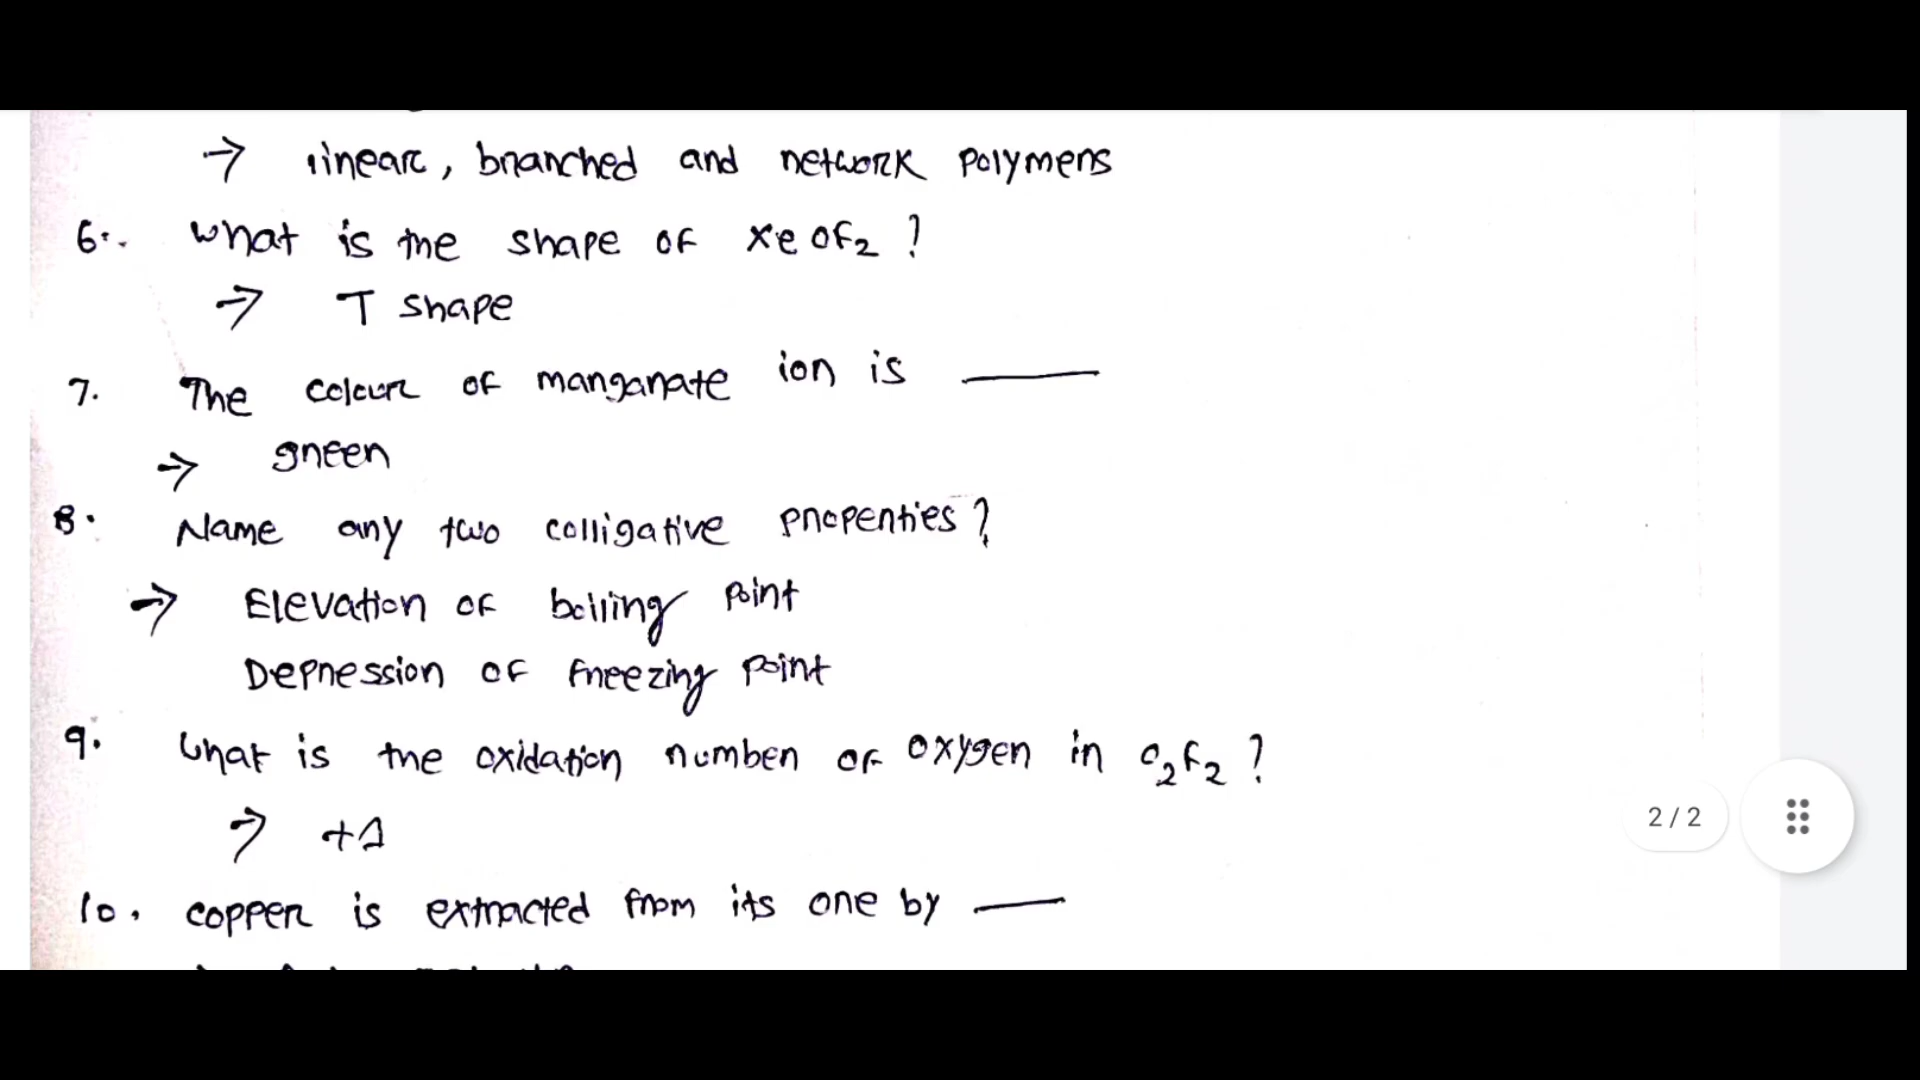 → linear, branched and network polymers
6. What is the shape of XeOF2 ?
→ T shape
7. The colour of manganate ion is ____
→ green
8. Name any two colligative properties ?
→ Elevation of boiling point
Depression of freezing point
9. What is the oxidation number of oxygen in O2F2 ?
→ +1
10. copper is extracted from its ore by ____
2 / 2